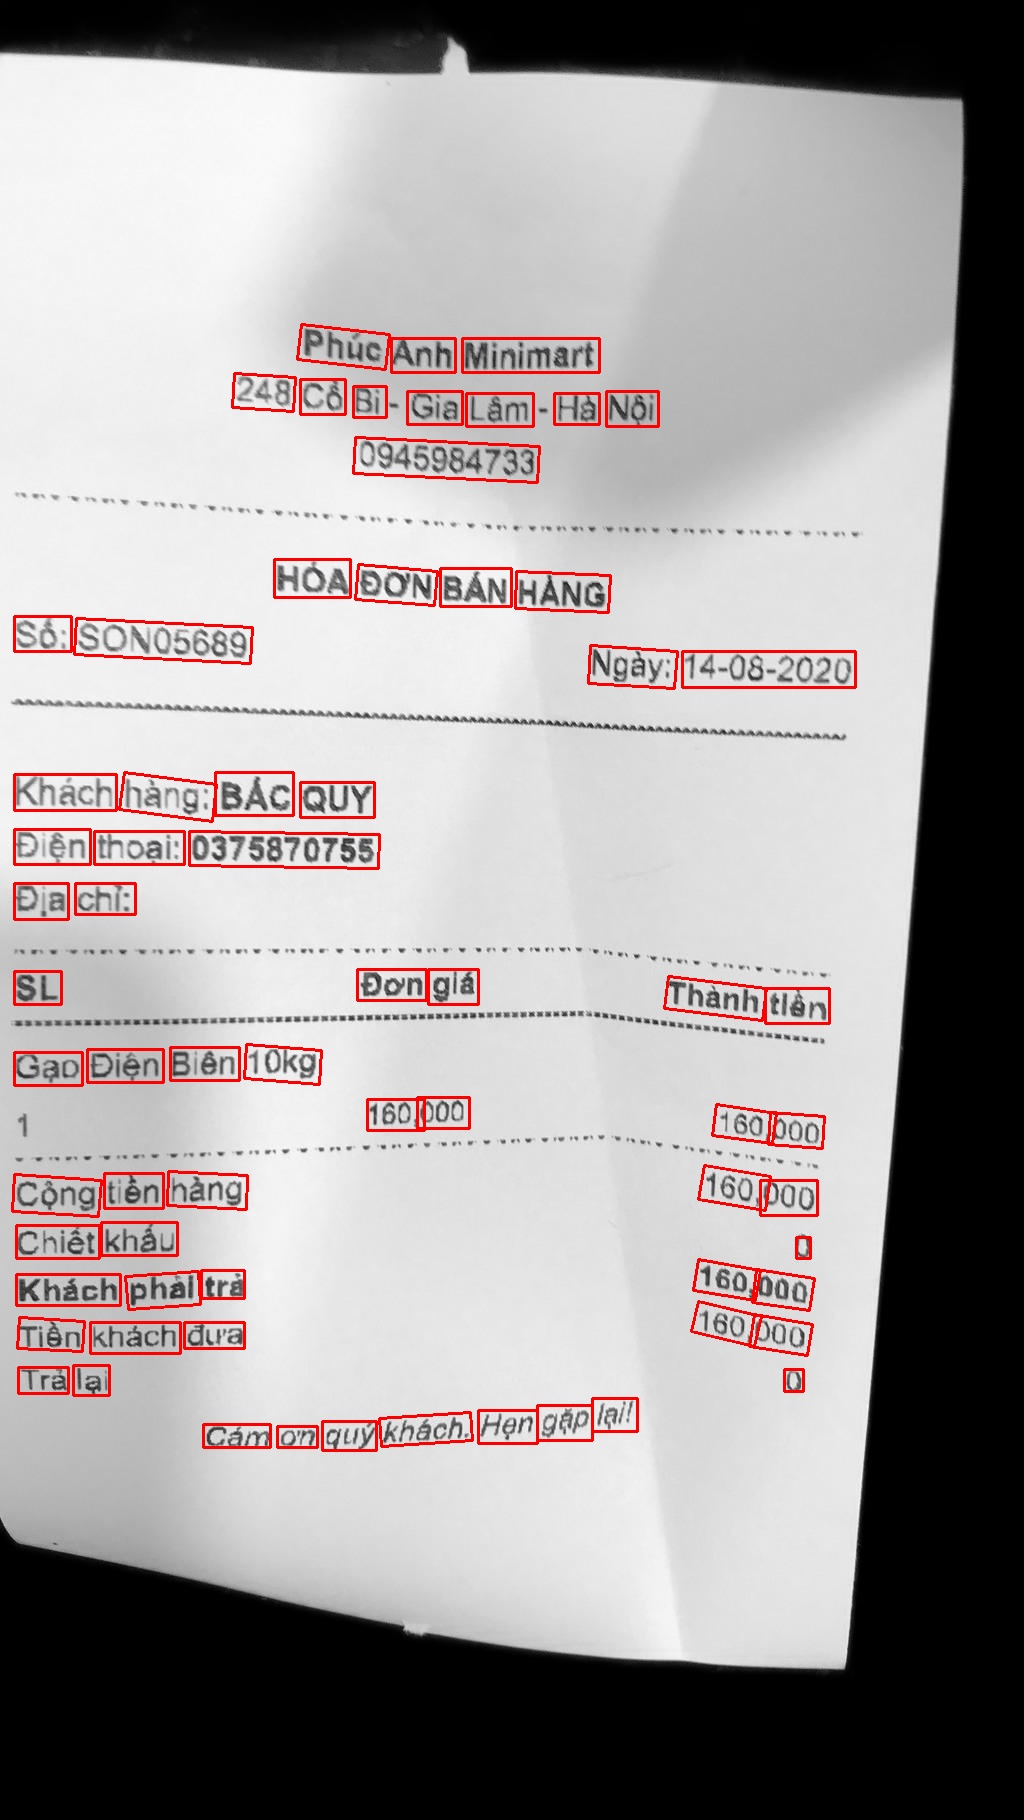 Phúc Anh Minimart
248 Cổ Bi - Gia Lâm - Hà Nội
0945984733
HÓA ĐƠN BÁN HÀNG
Số: SON05689
Ngày: 14-08-2020
Khách hàng: BÁC QUY
Điện thoại: 0375870755
Địa chỉ:
SL Đơn giá Thành tiền
Gạo Điện Biên 10kg
1 160,000 160,000
Cộng tiền hàng 160,000
Chiết khấu 0
Khách phải trả 160,000
Tiền khách đưa 160,000
Trả lại 0
Cám ơn quý khách. Hẹn gặp lại!